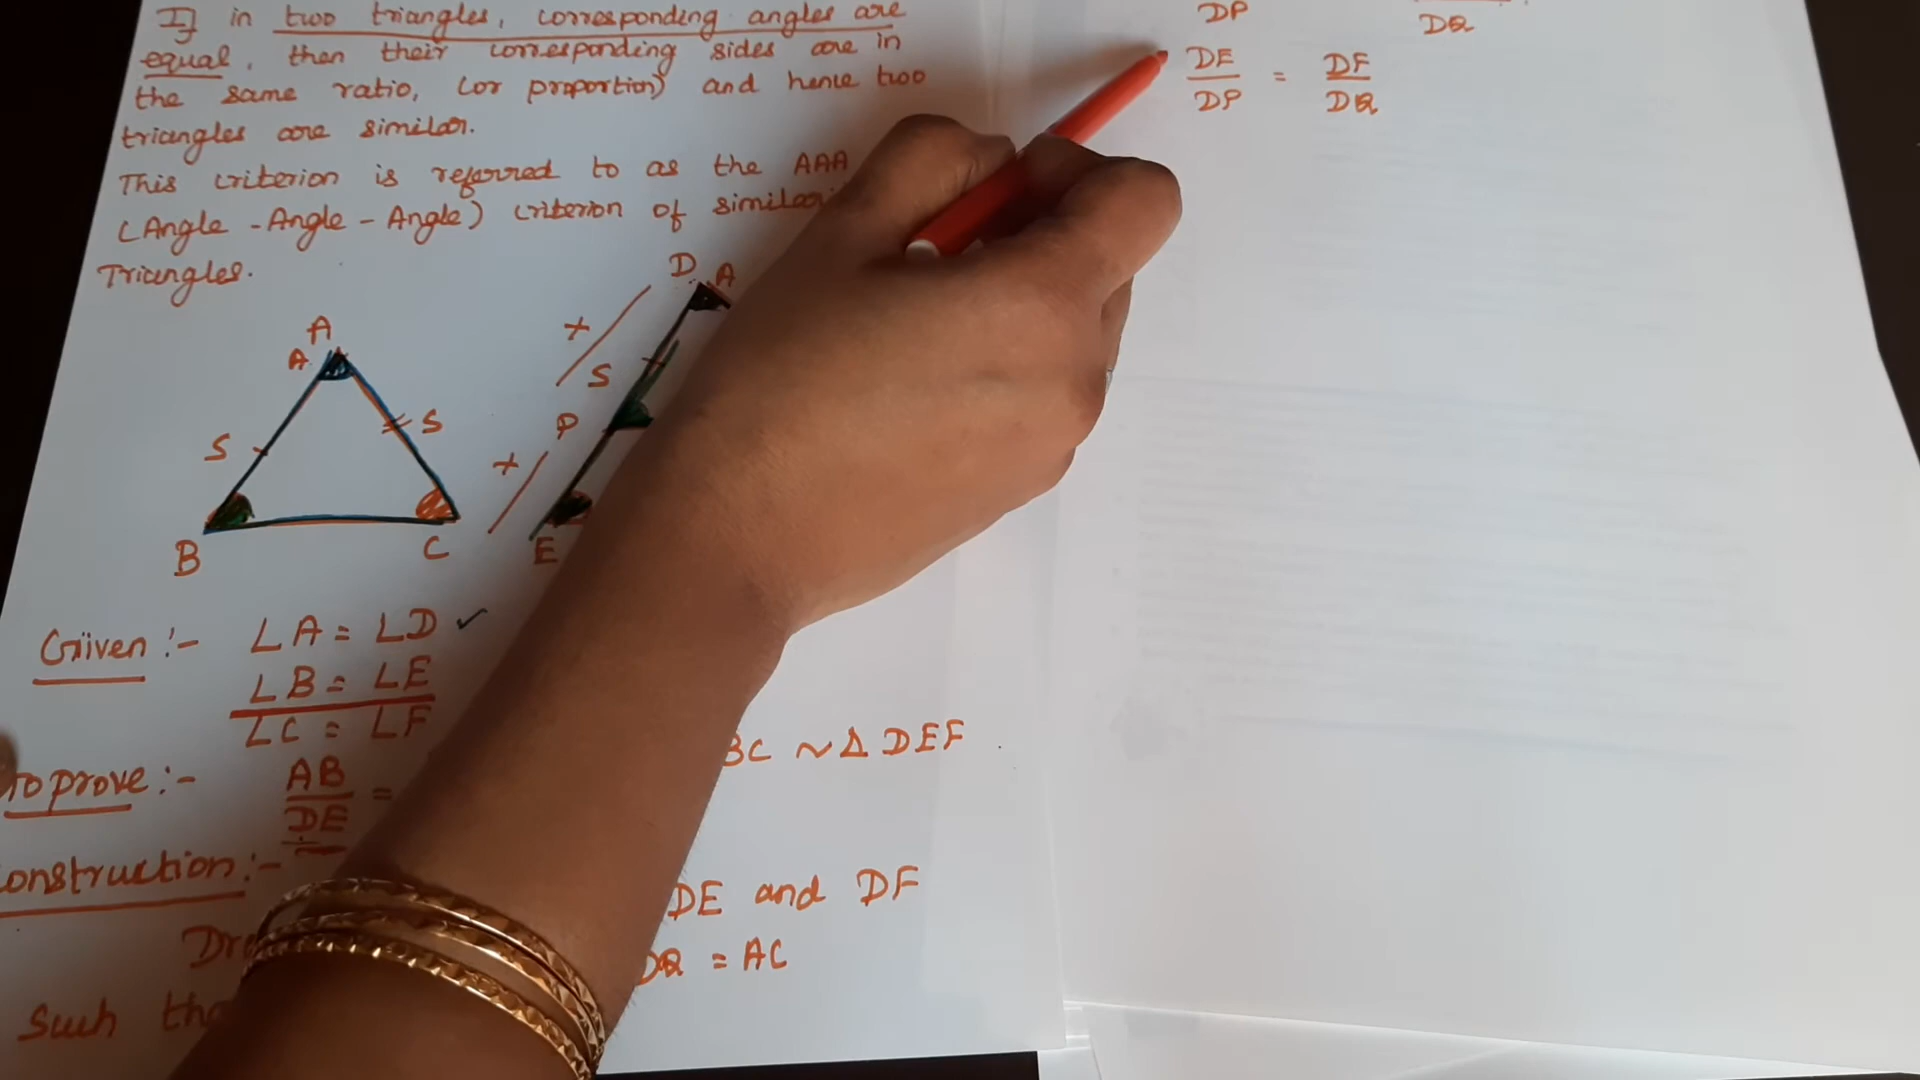 If in two triangles, corresponding angles are
equal, then their corresponding sides are in
the same ratio, (or proportion) and hence two
triangles are similar.
This criterion is referred to as the AAA
(Angle - Angle - Angle) criterion of
Triangles.
D A
A
A
S
S
B
C
+
S
P
+
E
Given :- ∠A = ∠D ✓
∠B = ∠E
∠C = ∠F
To prove :- AB
DE
=
BC ~ Δ DEF
Construction :-
DE and DF
DQ = AC
Such
DP
DQ
DE = DF
DP DQ